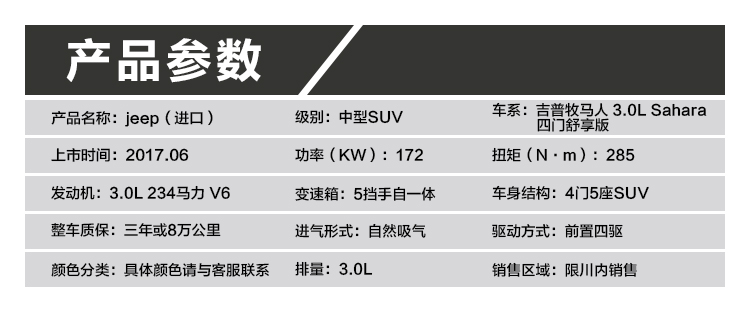 产品参数
产品名称：jeep（进口）
级别：中型SUV
车系：吉普牧马人 3.0L Sahara
四门舒享版
上市时间：2017.06
功率（KW）：172
扭矩（N·m）：285
发动机：3.0L 234马力 V6
变速箱：5挡手自一体
车身结构：4门5座SUV
整车质保：三年或8万公里
进气形式：自然吸气
驱动方式：前置四驱
颜色分类：具体颜色请与客服联系
排量：3.0L
销售区域：限川内销售